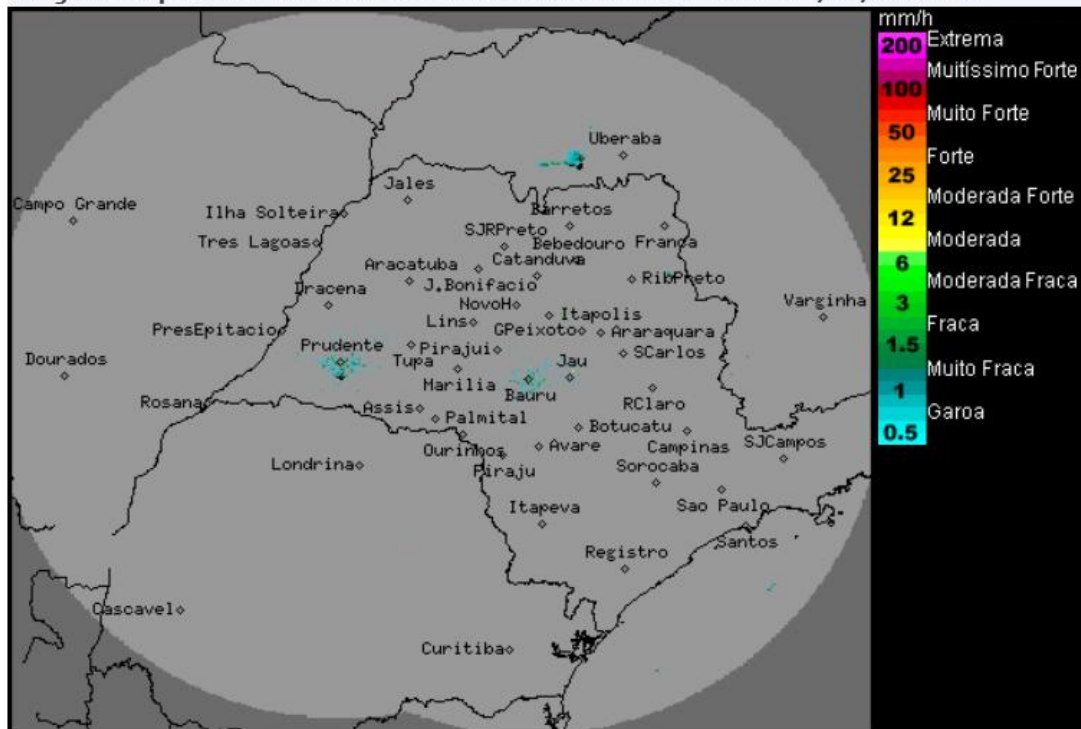 mm/h
200 Extrema
Muitíssimo Forte
100
Muito Forte
50
Forte
25
Moderada Forte
12
Moderada
6
Moderada Fraca
3
Fraca
1.5
Muito Fraca
1
Garoa
0.5
Uberaba
Jales
Campo Grande
Ilha Solteira
Barretos
Tres Lagoas
SJRPreto
Bebedouro
Franca
Aracatuba
Catanduva
RibPreto
J.Bonifacio
Dracena
NovoH
Varginha
Itapolis
Lins
GPeixoto
Araraquara
PresEpitacio
Prudente
Pirajui
SCarlos
Dourados
Tupa
Jau
Marilia
Bauru
Rosana
Assis
RClaro
Palmital
Botucatu
Campinas
SJCampos
Ourinhos
Avare
Londrina
Piraju
Sorocaba
Itapeva
Sao Paulo
Santos
Registro
Cascavel
Curitiba